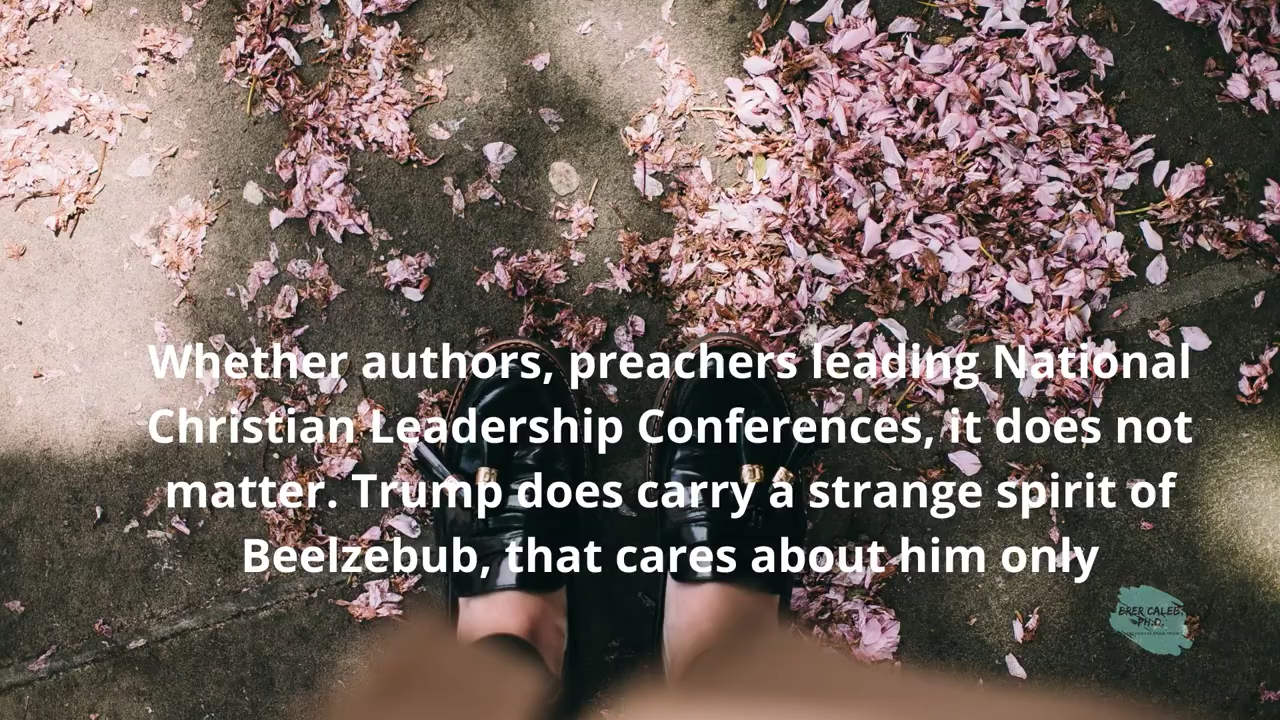 Whether authors, preachers leading National
Christian Leadership Conferences, it does not
matter. Trump does carry a strange spirit of
Beelzebub, that cares about him only
BRER CALEB,
PH.D.